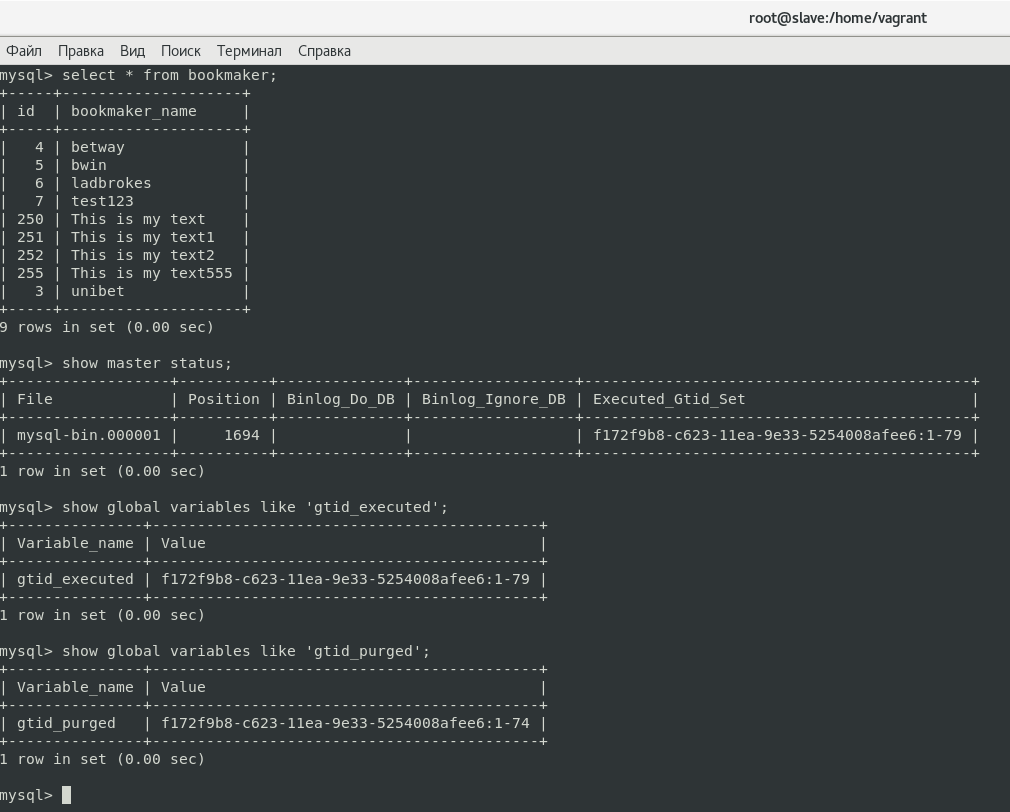 root@slave:/home/vagrant
Файл Правка Вид Поиск Терминал Справка
mysql> select * from bookmaker;
+-----+--------------------+
| id  | bookmaker_name     |
+-----+--------------------+
|   4 | betway             |
|   5 | bwin               |
|   6 | ladbrokes          |
|   7 | test123            |
| 250 | This is my text    |
| 251 | This is my text1   |
| 252 | This is my text2   |
| 255 | This is my text555 |
|   3 | unibet             |
+-----+--------------------+
9 rows in set (0.00 sec)

mysql> show master status;
+------------------+----------+--------------+------------------+-------------------------------------------+
| File             | Position | Binlog_Do_DB | Binlog_Ignore_DB | Executed_Gtid_Set                         |
+------------------+----------+--------------+------------------+-------------------------------------------+
| mysql-bin.000001 |     1694 |              |                  | f172f9b8-c623-11ea-9e33-5254008afee6:1-79 |
+------------------+----------+--------------+------------------+-------------------------------------------+
1 row in set (0.00 sec)

mysql> show global variables like 'gtid_executed';
+---------------+-------------------------------------------+
| Variable_name | Value                                     |
+---------------+-------------------------------------------+
| gtid_executed | f172f9b8-c623-11ea-9e33-5254008afee6:1-79 |
+---------------+-------------------------------------------+
1 row in set (0.00 sec)

mysql> show global variables like 'gtid_purged';
+---------------+-------------------------------------------+
| Variable_name | Value                                     |
+---------------+-------------------------------------------+
| gtid_purged   | f172f9b8-c623-11ea-9e33-5254008afee6:1-74 |
+---------------+-------------------------------------------+
1 row in set (0.00 sec)

mysql>